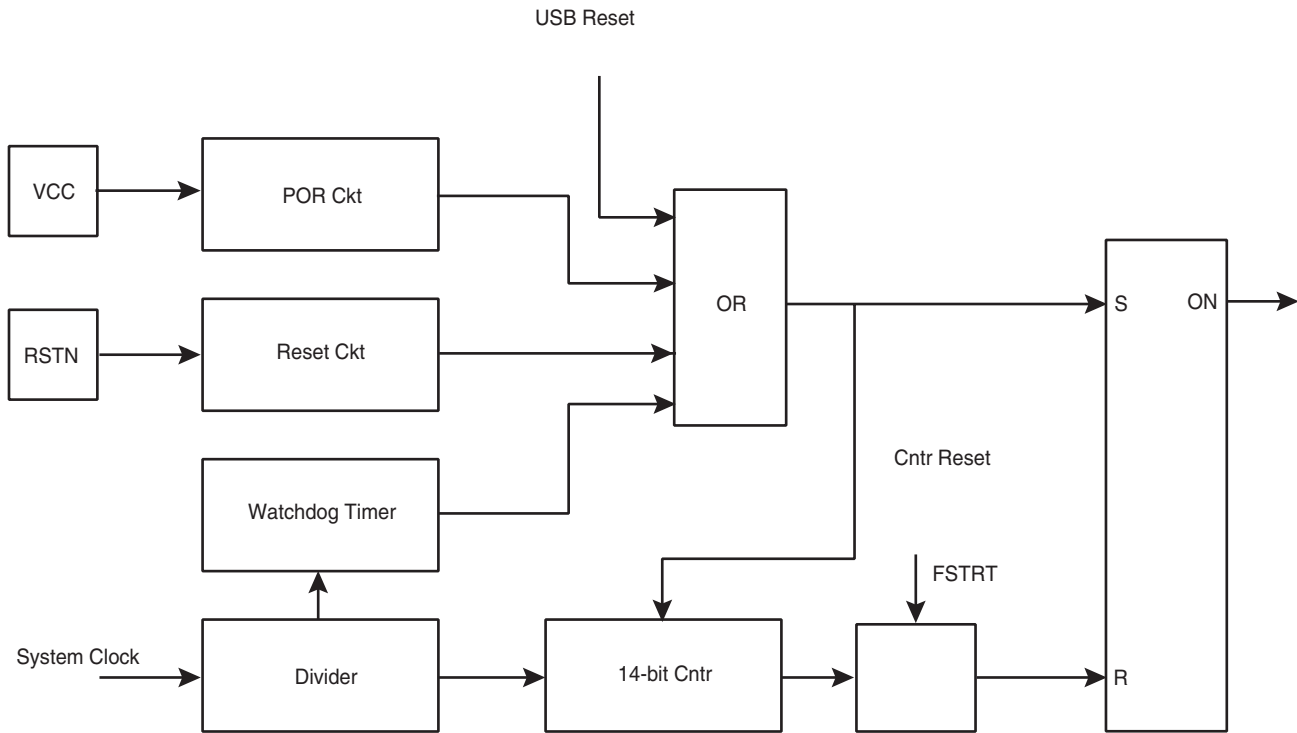 USB Reset
VCC
POR Ckt
OR
S
ON
RSTN
Reset Ckt
Cntr Reset
Watchdog Timer
FSTRT
System Clock
Divider
14-bit Cntr
R